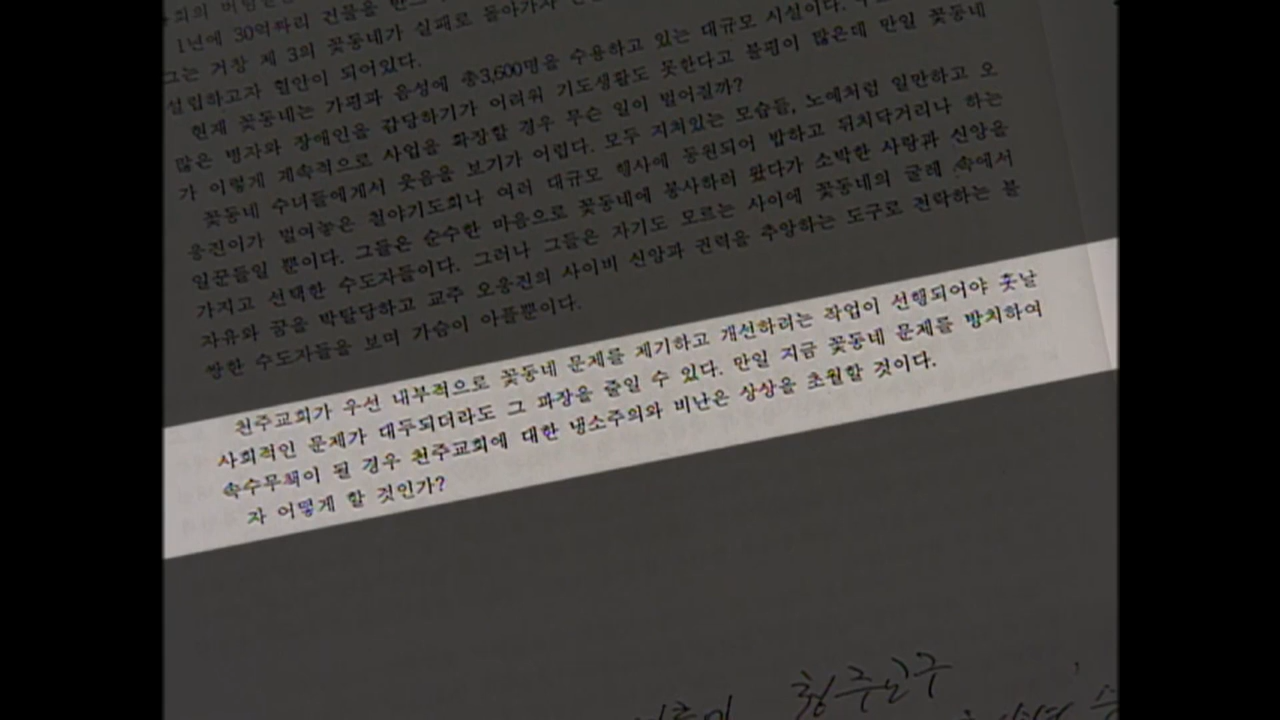 1년에 30억짜리 건물을
그는 거창 제 3의 꽃동네가 실패로 돌아가자
설립하고자 혈안이 되어있다.
현재 꽃동네는 가평과 음성에 총3,600명을 수용하고 있는 대규모 시설이다.
많은 병자와 장애인을 감당하기가 어려워 기도생활도 못한다고 불평이 많은데 만일 꽃동네
가 이렇게 계속적으로 사업을 확장할 경우 무슨 일이 벌어질까?
꽃동네 수녀들에게서 웃음을 보기가 어렵다. 모두 지쳐있는 모습들, 노예처럼 일만하고 오
웅진이가 벌여놓은 철야기도회나 여러 대규모 행사에 동원되어 밥하고 뒤치닥거리나 하는
일꾼들일 뿐이다. 그들은 순수한 마음으로 꽃동네에 봉사하러 왔다가 소박한 사랑과 신앙을
가지고 선택한 수도자들이다. 그러나 그들은 자기도 모르는 사이에 꽃동네의 굴레 속에서
자유와 꿈을 박탈당하고 교주 오웅진의 사이비 신앙과 권력을 추앙하는 도구로 전락하는 불
쌍한 수도자들을 보며 가슴이 아플뿐이다.
천주교회가 우선 내부적으로 꽃동네 문제를 제기하고 개선하려는 작업이 선행되어야 훗날
사회적인 문제가 대두되더라도 그 파장을 줄일 수 있다. 만일 지금 꽃동네 문제를 방치하여
속수무책이 될 경우 천주교회에 대한 냉소주의와 비난은 상상을 초월할 것이다.
자 어떻게 할 것인가?